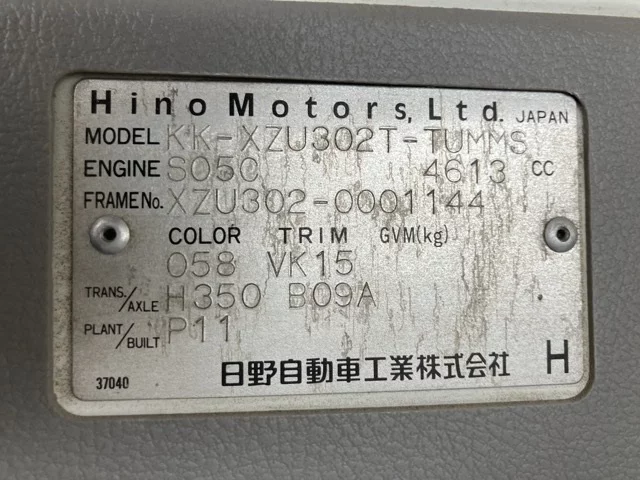 Hino Motors, Ltd. JAPAN
MODEL KK-XZU302T-TUMMS
ENGINE S05C 4613 CC
FRAME No. XZU302-0001144
COLOR TRIM GVM(kg)
058 VK15
TRANS./AXLE H350 B09A
PLANT/BUILT P11
37040 日野自動車工業株式会社 H